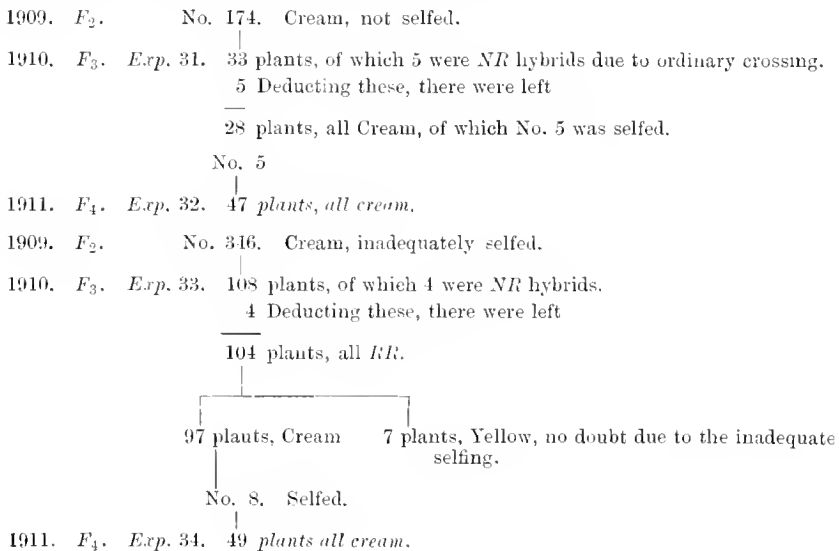 1909. F₂. No. 174. Cream, not selfed.
1910. F₃. Exp. 31. 33 plants, of which 5 were NR hybrids due to ordinary crossing.
5 Deducting these, there were left
28 plants, all Cream, of which No. 5 was selfed.
No. 5
1911. F₄. Exp. 32. 47 plants, all cream.
1909. F₂. No. 346. Cream, inadequately selfed.
1910. F₃. Exp. 33. 108 plants, of which 4 were NR hybrids.
4 Deducting these, there were left
104 plants, all RR.
97 plants, Cream 7 plants, Yellow, no doubt due to the inadequate
selfing.
No. 8. Selfed.
1911. F₄. Exp. 34. 49 plants all cream.